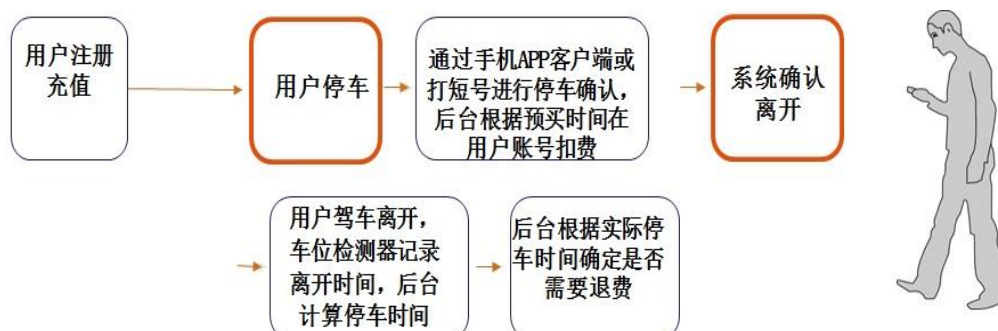 用户注册
充值
用户停车
通过手机APP客户端或
打短号进行停车确认，
后台根据预买时间在
用户账号扣费
系统确认
离开
用户驾车离开，
车位检测器记录
离开时间，后台
计算停车时间
后台根据实际停
车时间确定是否
需要退费